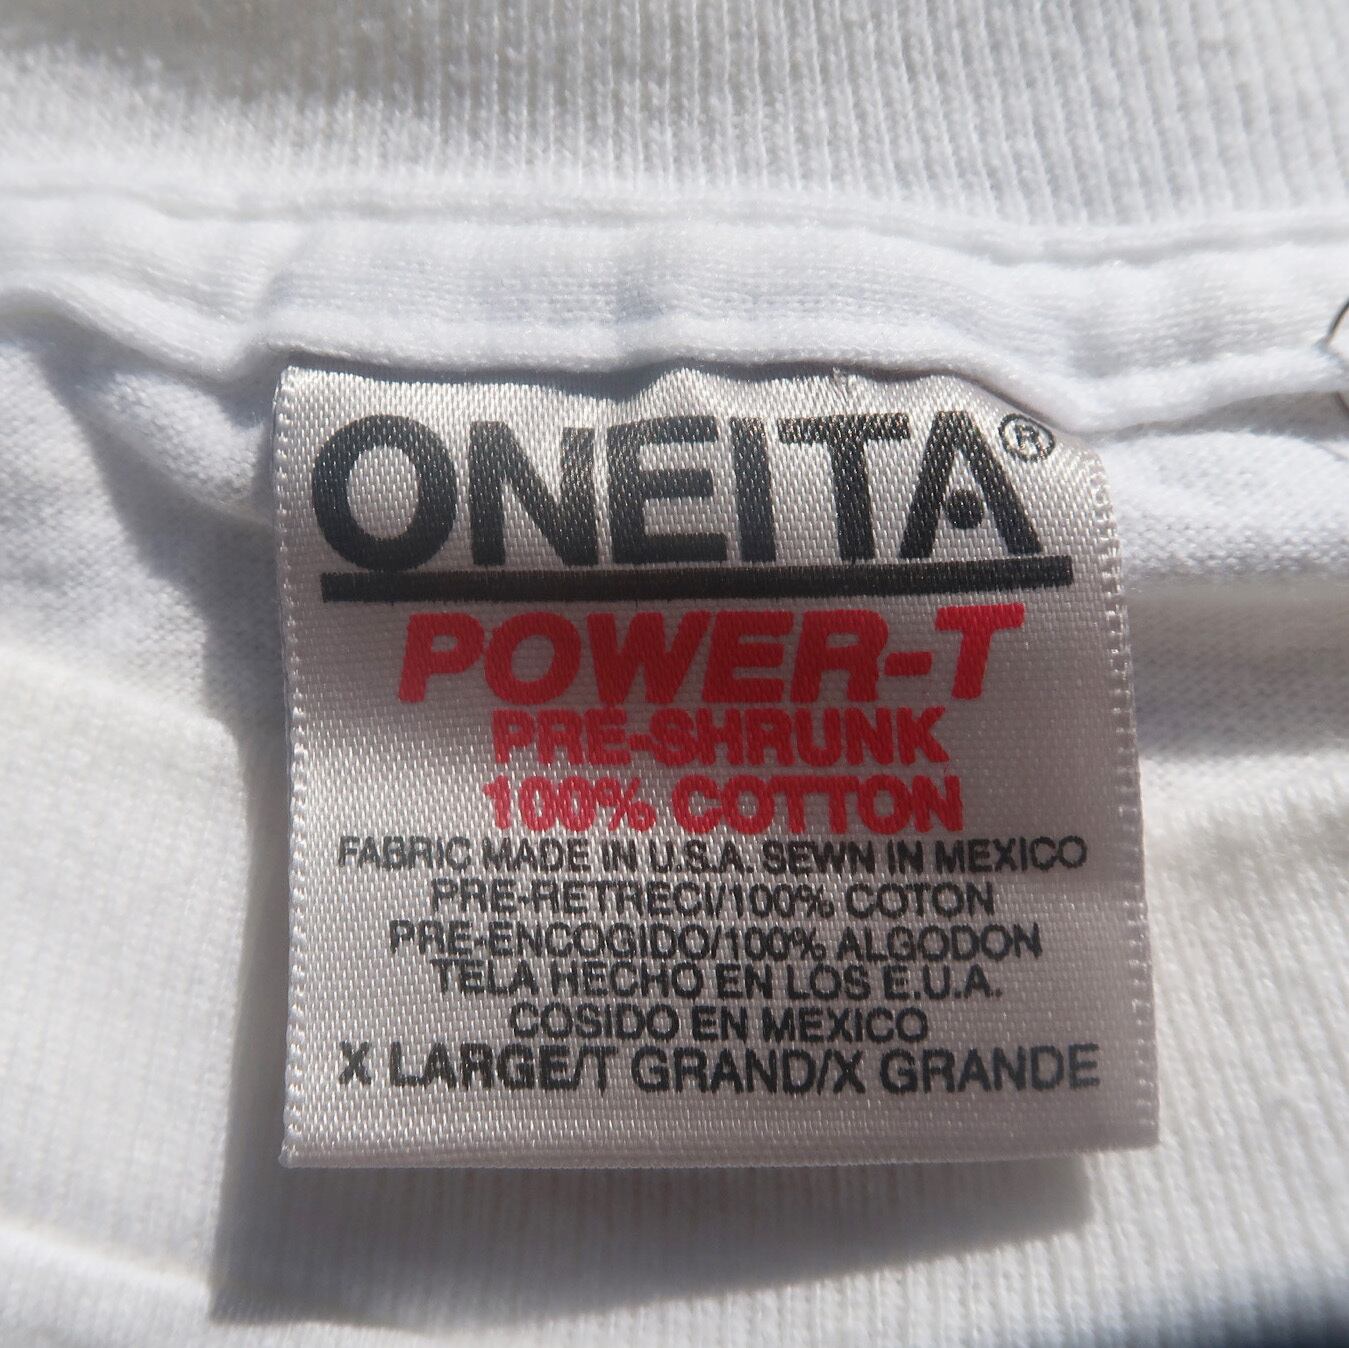 ONEITA®
POWER-T
PRE-SHRUNK
100% COTTON
FABRIC MADE IN U.S.A. SEWN IN MEXICO
PRE-RETRECI/100% COTON
PRE-ENCOGIDO/100% ALGODON
TELA HECHO EN LOS E.U.A.
COSIDO EN MEXICO
X LARGE/T GRAND/X GRANDE